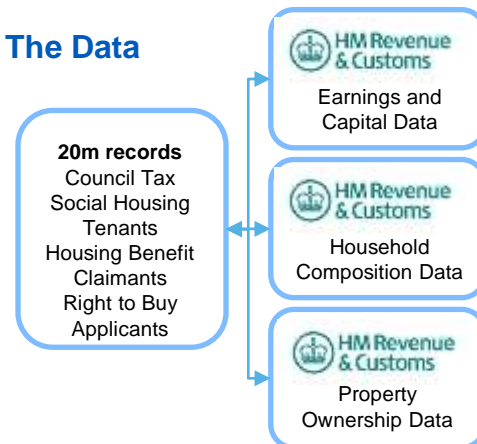 The Data
20m records
Council Tax
Social Housing
Tenants
Housing Benefit
Claimants
Right to Buy
Applicants
HM Revenue
& Customs
Earnings and
Capital Data
HM Revenue
& Customs
Household
Composition Data
HM Revenue
& Customs
Property
Ownership Data